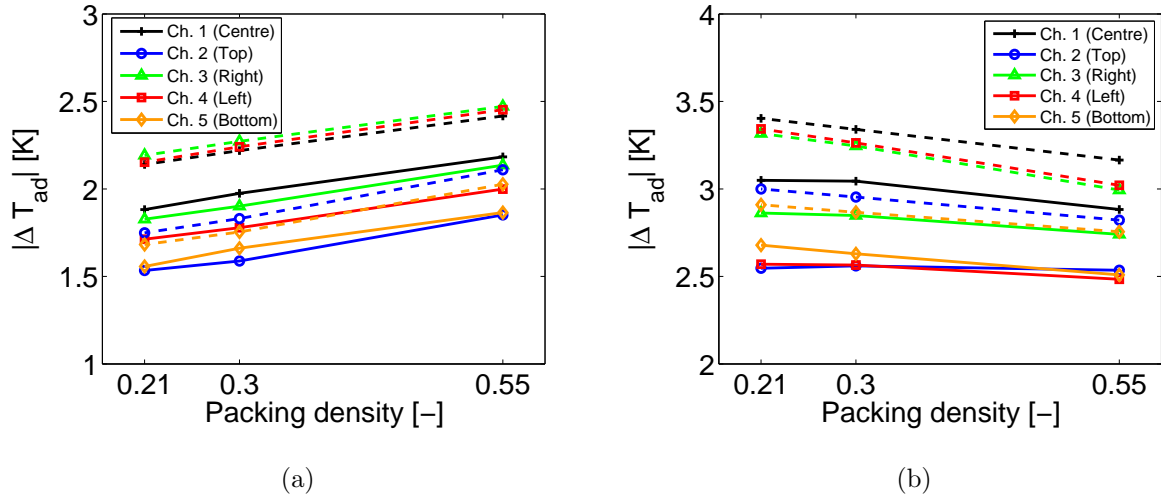 3
2.5
2
1.5
1
|Δ T_ad| [K]
Ch. 1 (Centre)
Ch. 2 (Top)
Ch. 3 (Right)
Ch. 4 (Left)
Ch. 5 (Bottom)
0.21 0.3 0.55
Packing density [−]
(a)
4
3.5
3
2.5
2
|Δ T_ad| [K]
Ch. 1 (Centre)
Ch. 2 (Top)
Ch. 3 (Right)
Ch. 4 (Left)
Ch. 5 (Bottom)
0.21 0.3 0.55
Packing density [−]
(b)